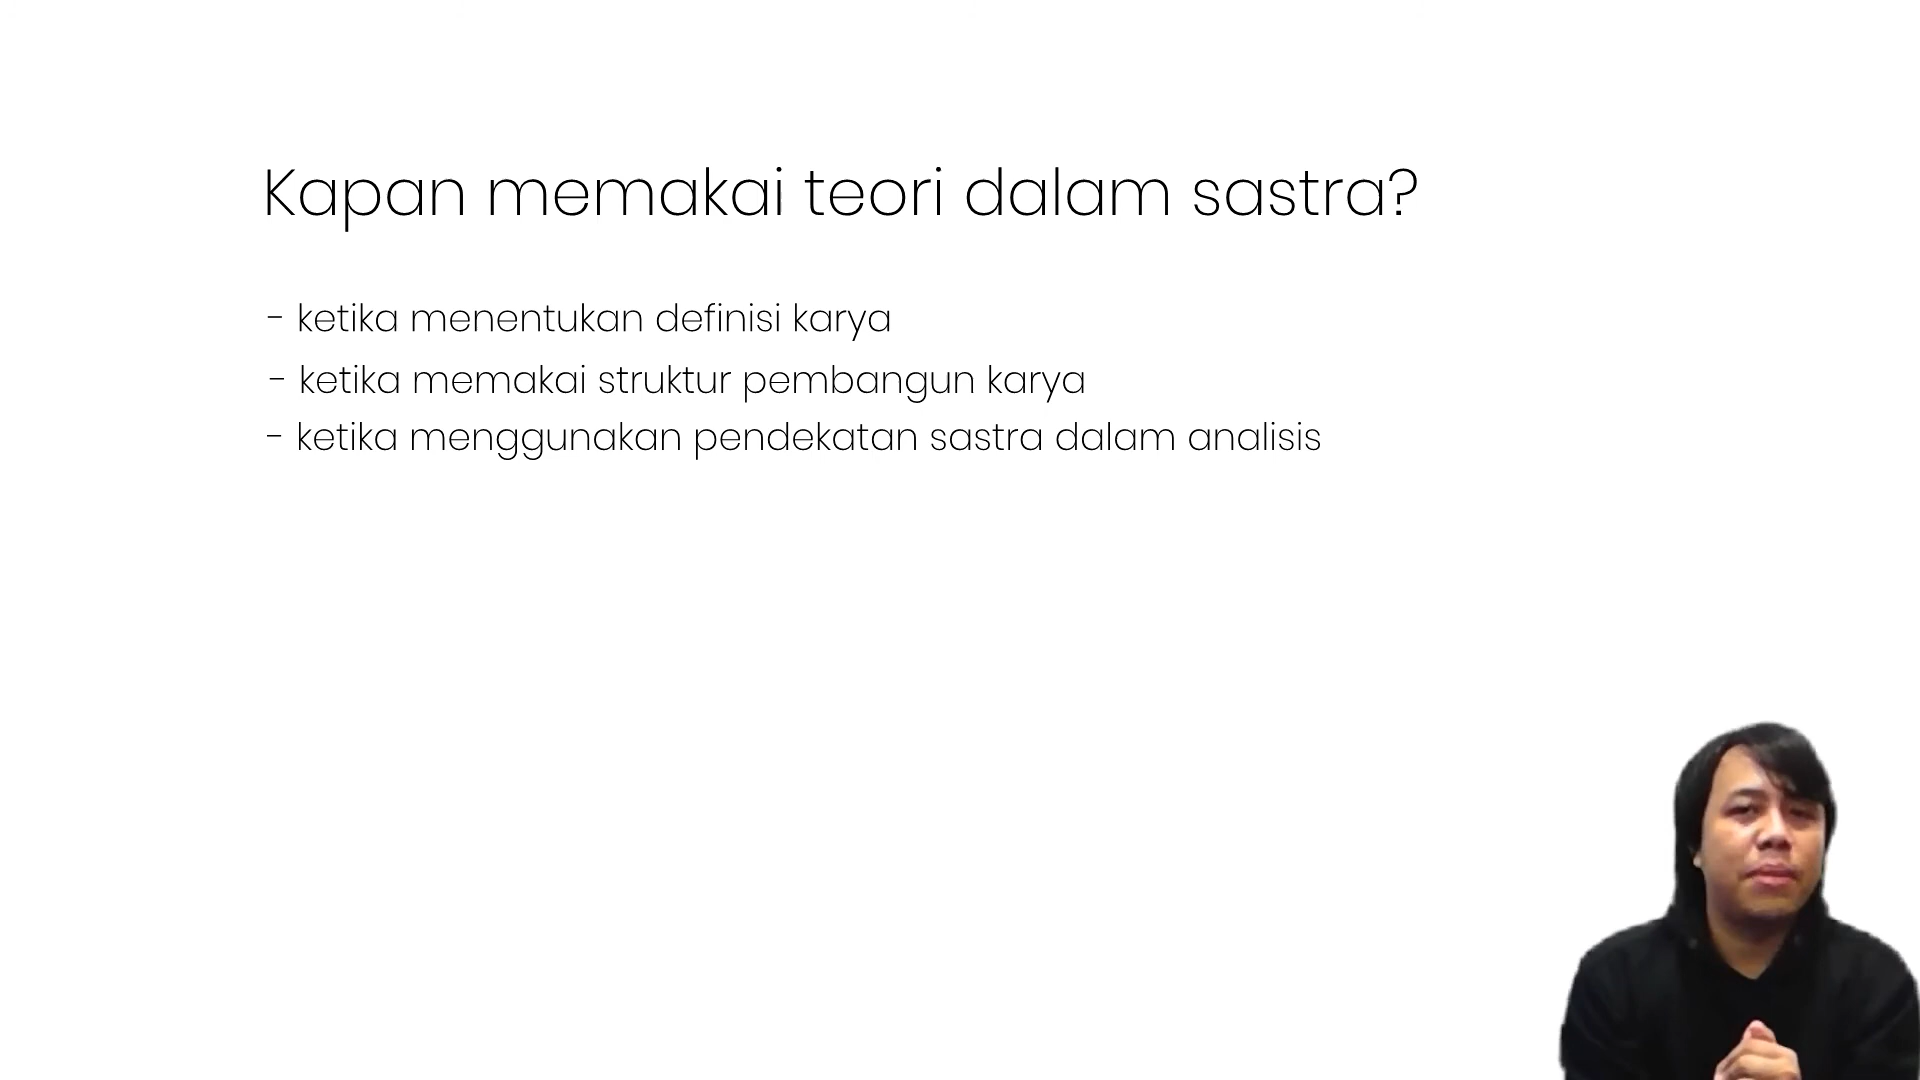 Kapan memakai teori dalam sastra?
- ketika menentukan definisi karya
- ketika memakai struktur pembangun karya
- ketika menggunakan pendekatan sastra dalam analisis